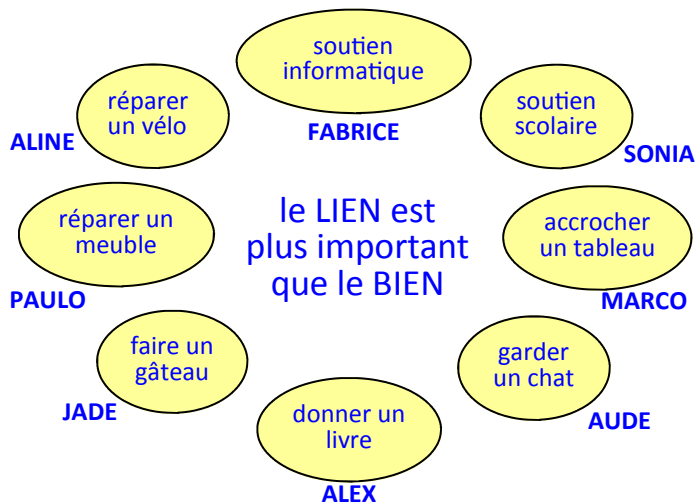 soutien
informatique
FABRICE
réparer
un vélo
ALINE
soutien
scolaire
SONIA
réparer un
meuble
PAULO
le LIEN est
plus important
que le BIEN
accrocher
un tableau
MARCO
faire un
gâteau
JADE
garder
un chat
AUDE
donner un
livre
ALEX